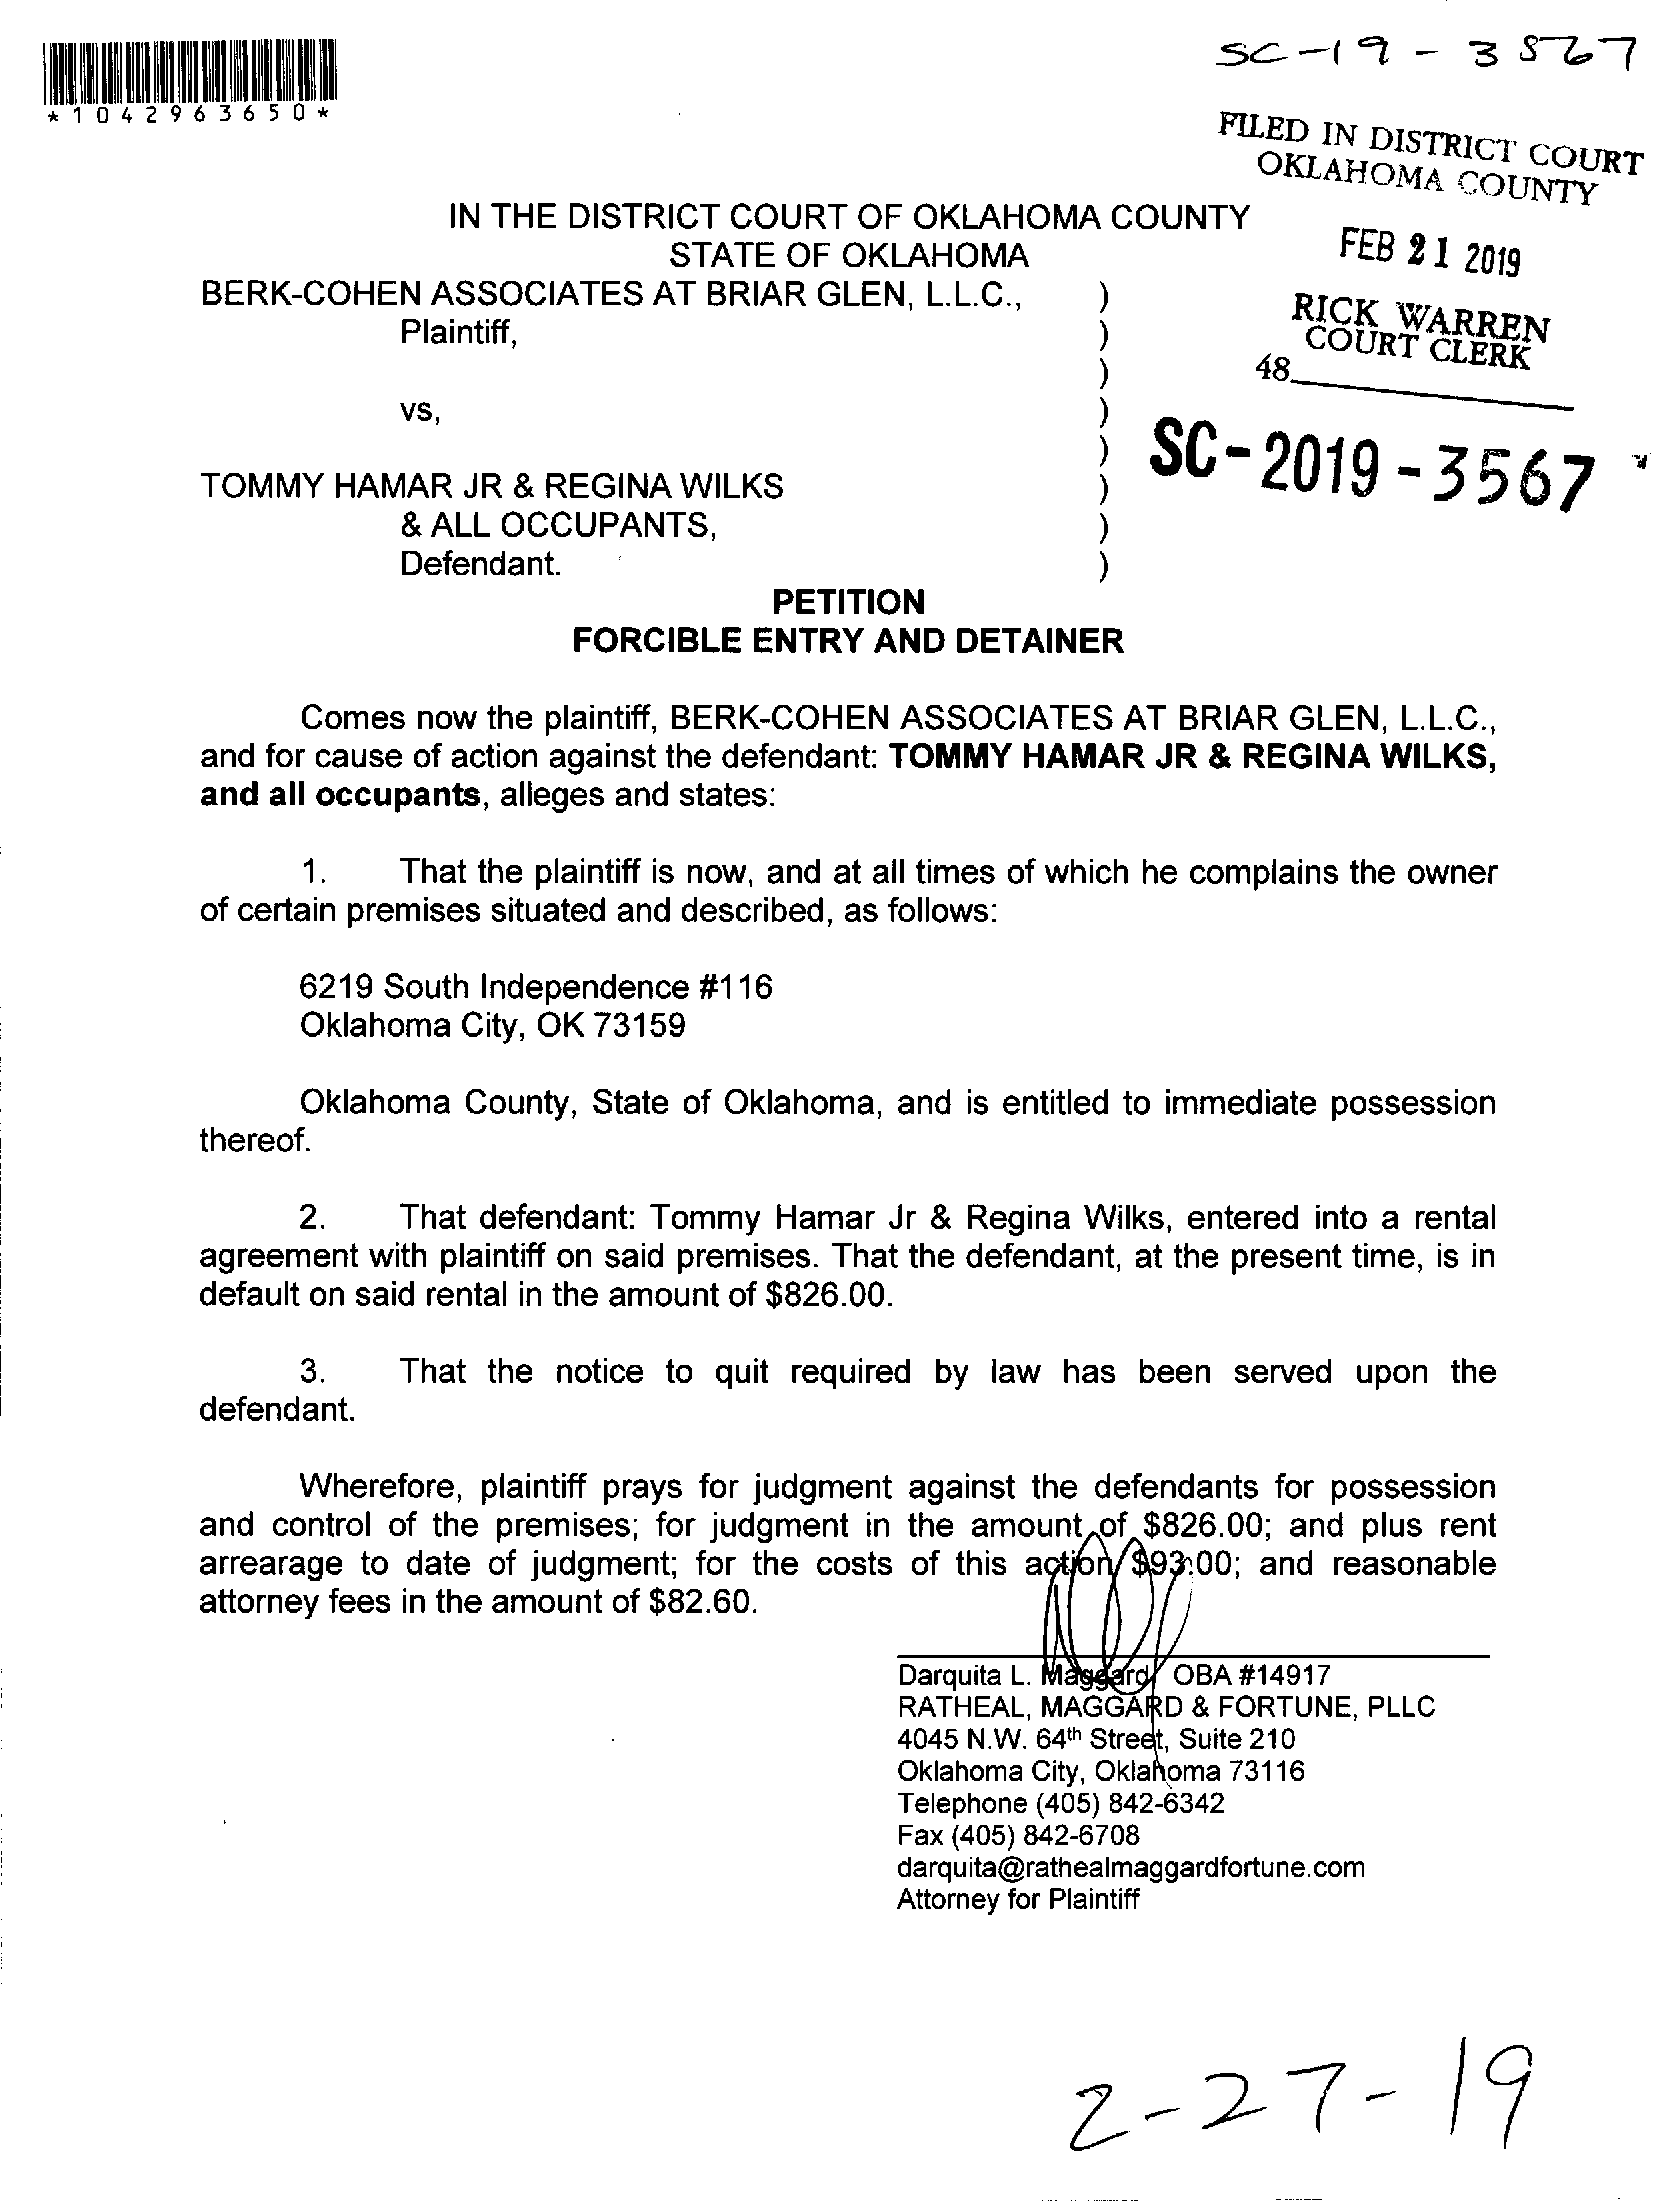 SC-19-3567
*1042963650*
FILED IN DISTRICT COURT
OKLAHOMA COUNTY
FEB 21 2019
RICK WARREN
COURT CLERK
48
SC-2019-3567
IN THE DISTRICT COURT OF OKLAHOMA COUNTY
STATE OF OKLAHOMA
BERK-COHEN ASSOCIATES AT BRIAR GLEN, L.L.C., )
Plaintiff, )
)
vs, )
)
TOMMY HAMAR JR & REGINA WILKS )
& ALL OCCUPANTS, )
Defendant. )
PETITION
FORCIBLE ENTRY AND DETAINER
Comes now the plaintiff, BERK-COHEN ASSOCIATES AT BRIAR GLEN, L.L.C.,
and for cause of action against the defendant: TOMMY HAMAR JR & REGINA WILKS,
and all occupants, alleges and states:
1. That the plaintiff is now, and at all times of which he complains the owner
of certain premises situated and described, as follows:
6219 South Independence #116
Oklahoma City, OK 73159
Oklahoma County, State of Oklahoma, and is entitled to immediate possession
thereof.
2. That defendant: Tommy Hamar Jr & Regina Wilks, entered into a rental
agreement with plaintiff on said premises. That the defendant, at the present time, is in
default on said rental in the amount of $826.00.
3. That the notice to quit required by law has been served upon the
defendant.
Wherefore, plaintiff prays for judgment against the defendants for possession
and control of the premises; for judgment in the amount of $826.00; and plus rent
arrearage to date of judgment; for the costs of this action $93.00; and reasonable
attorney fees in the amount of $82.60.
Darquita L. Maggard, OBA #14917
RATHEAL, MAGGARD & FORTUNE, PLLC
4045 N.W. 64th Street, Suite 210
Oklahoma City, Oklahoma 73116
Telephone (405) 842-6342
Fax (405) 842-6708
darquita@rathealmaggardfortune.com
Attorney for Plaintiff
2-27-19